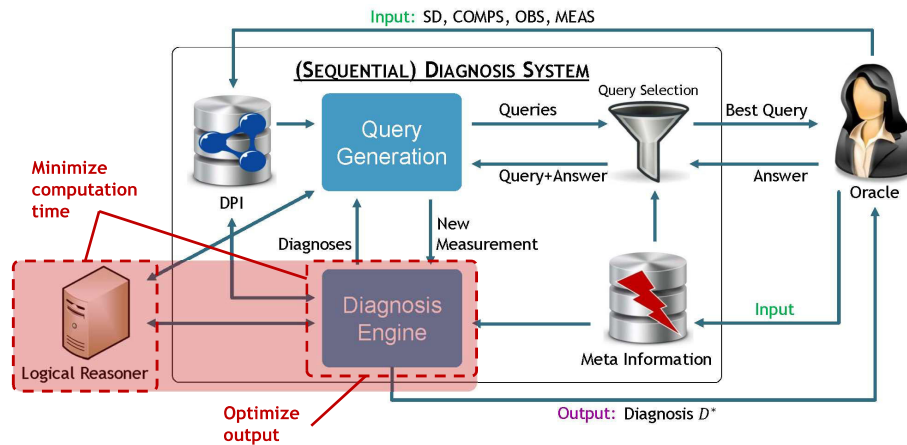 Input: SD, COMPS, OBS, MEAS
(SEQUENTIAL) DIAGNOSIS SYSTEM
Query Selection
Queries
Best Query
Query
Generation
Minimize
computation
time
Query+Answer
Answer
Oracle
DPI
New
Measurement
Diagnoses
Diagnosis
Engine
Input
Logical Reasoner
Meta Information
Optimize
output
Output: Diagnosis D*